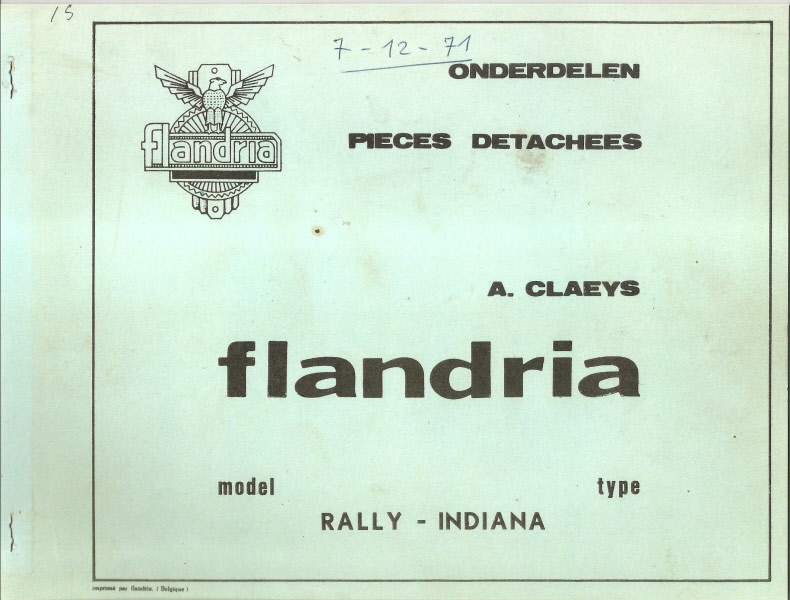 15
7-12-71
ONDERDELEN
flandria
PIECES DETACHEES
A. CLAEYS
flandria
model type
RALLY - INDIANA
imprimé par flandria. (Belgique)